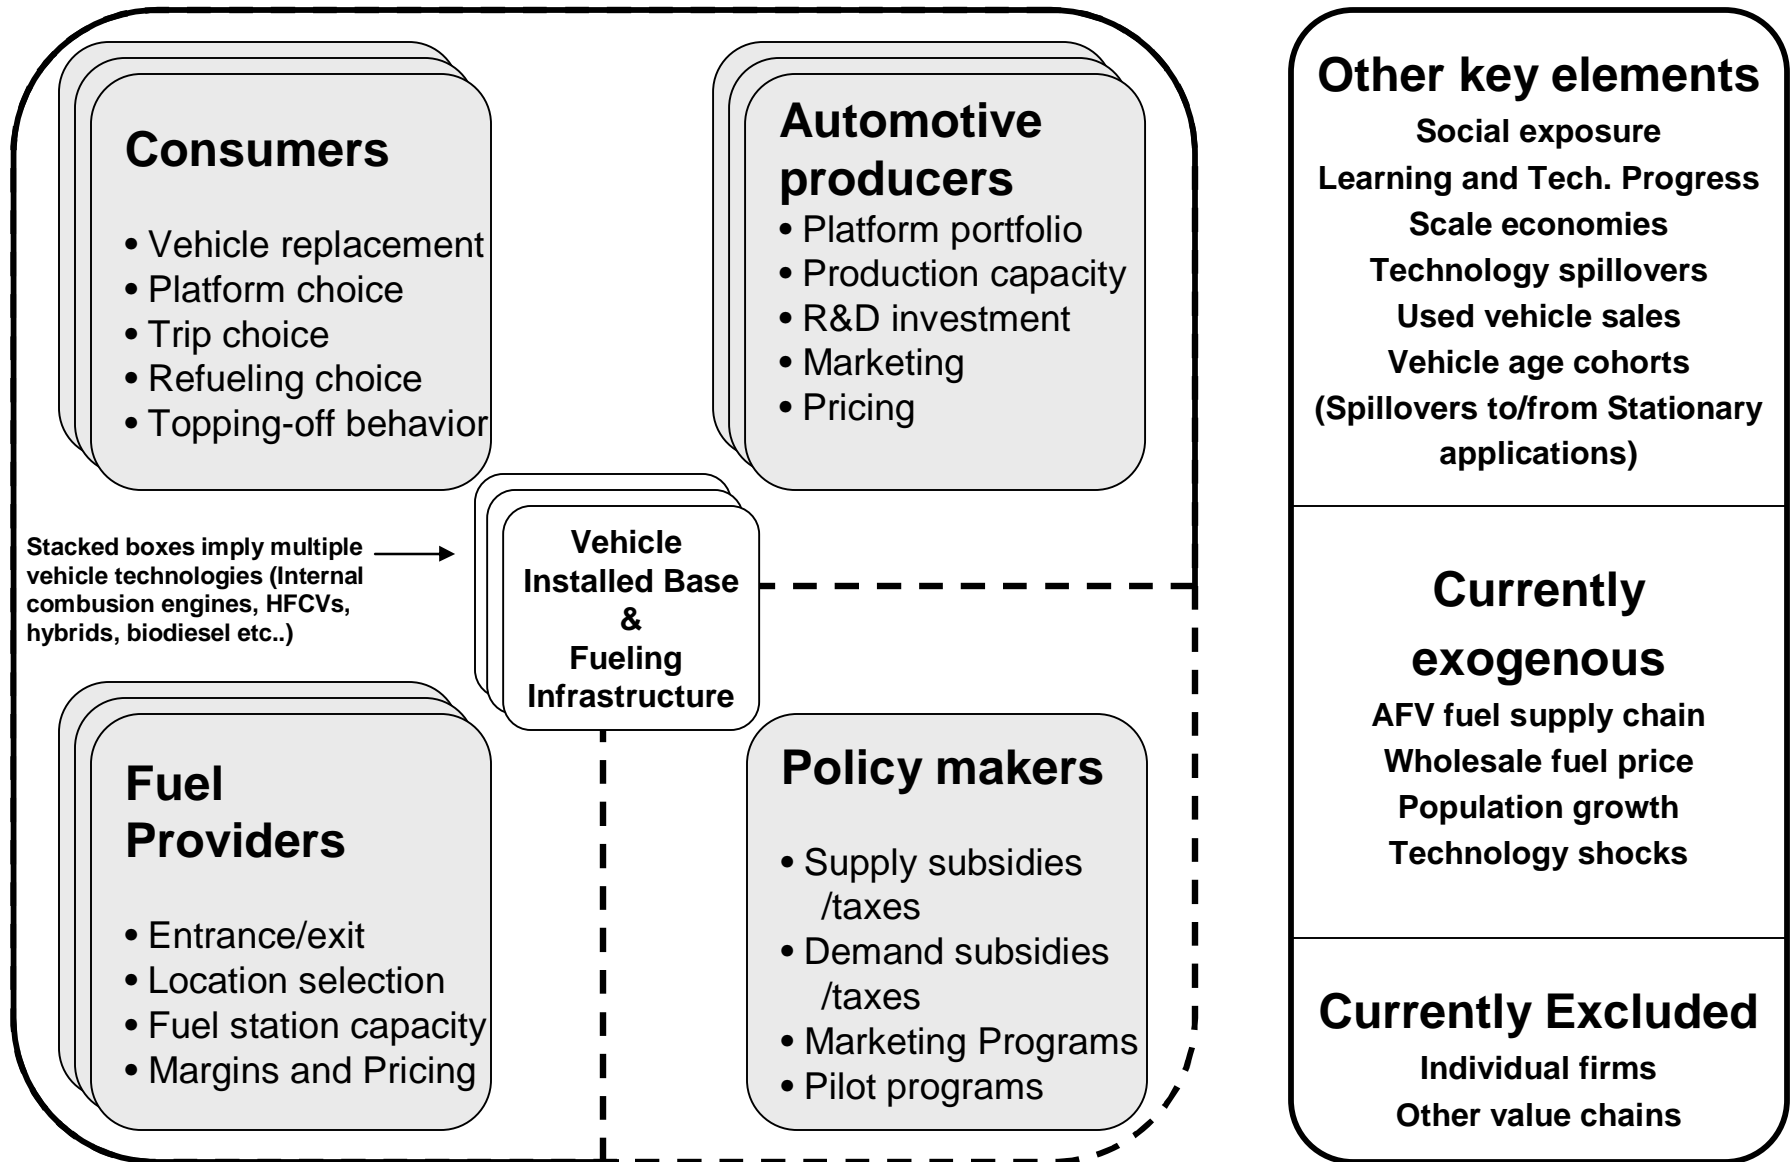 Consumers
• Vehicle replacement
• Platform choice
• Trip choice
• Refueling choice
• Topping-off behavior
Automotive
producers
• Platform portfolio
• Production capacity
• R&D investment
• Marketing
• Pricing
Stacked boxes imply multiple
vehicle technologies (Internal
combusion engines, HFCVs,
hybrids, biodiesel etc..)
Vehicle
Installed Base
&
Fueling
Infrastructure
Fuel
Providers
• Entrance/exit
• Location selection
• Fuel station capacity
• Margins and Pricing
Policy makers
• Supply subsidies
/taxes
• Demand subsidies
/taxes
• Marketing Programs
• Pilot programs
Other key elements
Social exposure
Learning and Tech. Progress
Scale economies
Technology spillovers
Used vehicle sales
Vehicle age cohorts
(Spillovers to/from Stationary
applications)
Currently
exogenous
AFV fuel supply chain
Wholesale fuel price
Population growth
Technology shocks
Currently Excluded
Individual firms
Other value chains